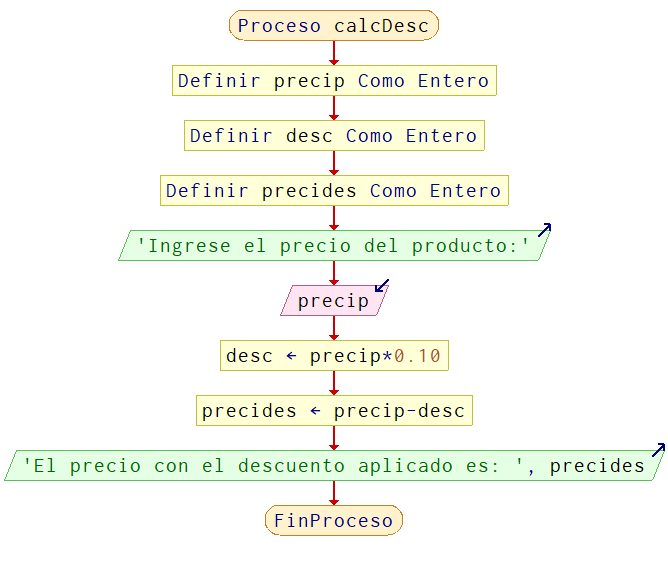 Proceso calcDesc
Definir precip Como Entero
Definir desc Como Entero
Definir precides Como Entero
'Ingrese el precio del producto:'
precip
desc ← precip*0.10
precides ← precip-desc
'El precio con el descuento aplicado es: ', precides
FinProceso